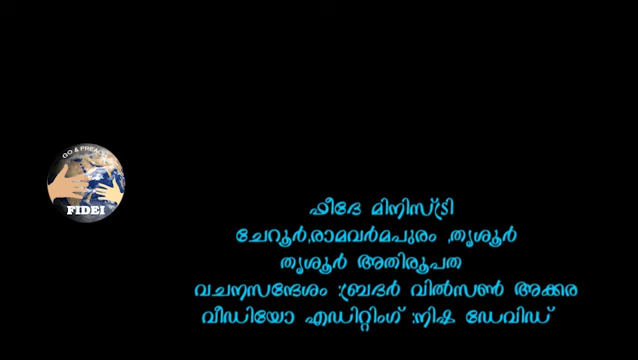 GO & PREACH
FIDEI
ഫീദേ മിനിസ്ട്രി
ചേറൂർ,രാമവർമപുരം ,തൃശൂർ
തൃശൂർ അതിരൂപത
വചനസന്ദേശം :ബ്രദർ വിൽസൺ അക്കര
വീഡിയോ എഡിറ്റിംഗ് :നിഷ ഡേവിഡ്